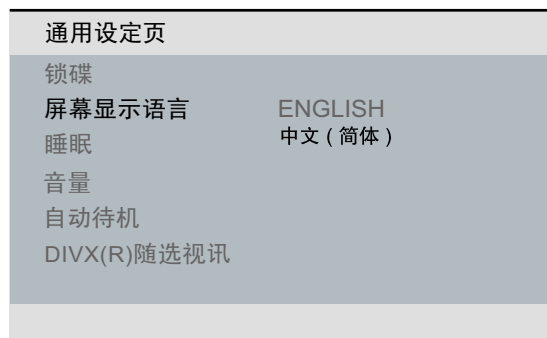 通用设定页
锁碟
屏幕显示语言 ENGLISH
中文 ( 简体 )
睡眠
音量
自动待机
DIVX(R)随选视讯